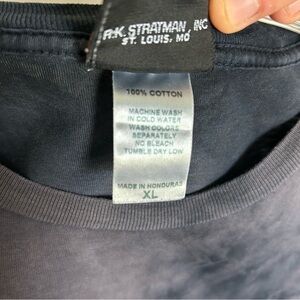 R.K. STRATMAN, INC
ST. LOUIS, MO
100% COTTON
MACHINE WASH
IN COLD WATER
WASH COLORS
SEPARATELY
NO BLEACH
TUMBLE DRY LOW
MADE IN HONDURAS
XL